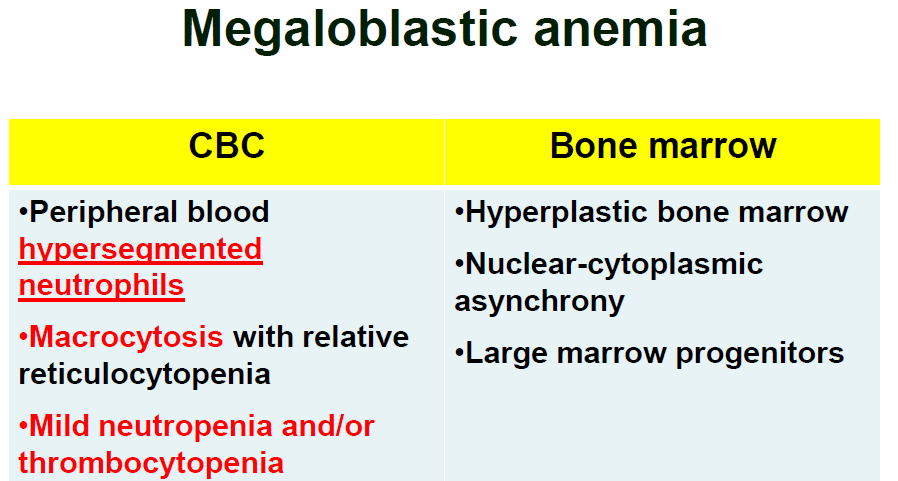 Megaloblastic anemia
CBC
Bone marrow
•Peripheral blood
hypersegmented
neutrophils
•Macrocytosis with relative
reticulocytopenia
•Mild neutropenia and/or
thrombocytopenia
•Hyperplastic bone marrow
•Nuclear-cytoplasmic
asynchrony
•Large marrow progenitors